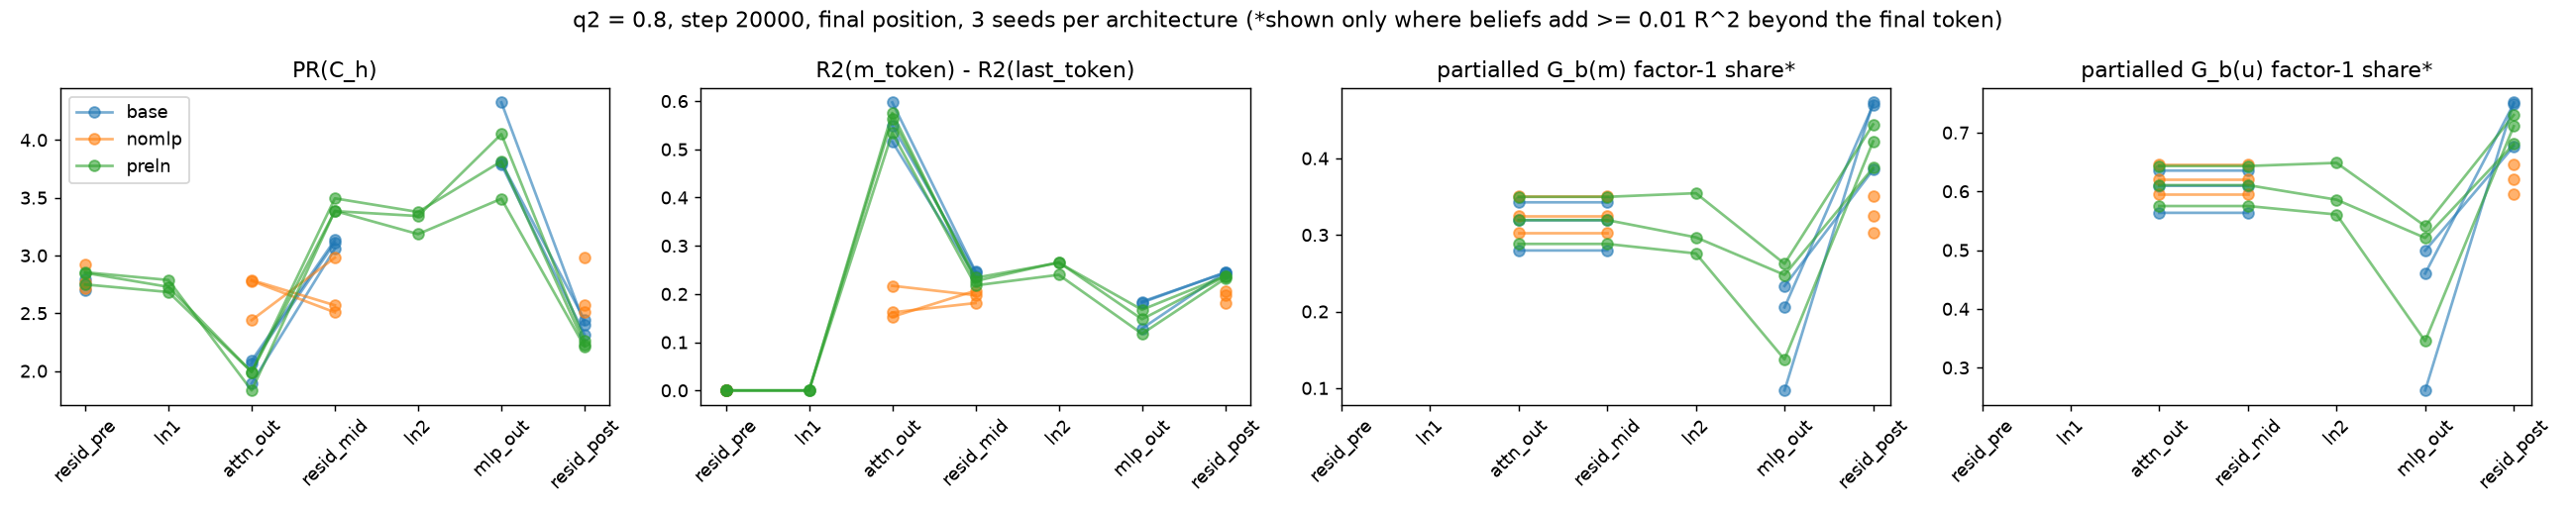 q2 = 0.8, step 20000, final position, 3 seeds per architecture (*shown only where beliefs add >= 0.01 R^2 beyond the final token)
PR(C_h)
4.0
3.5
3.0
2.5
2.0
base
nomlp
preln
resid_pre
ln1
attn_out
resid_mid
ln2
mlp_out
resid_post
R2(m_token) - R2(last_token)
0.6
0.5
0.4
0.3
0.2
0.1
0.0
resid_pre
ln1
attn_out
resid_mid
ln2
mlp_out
resid_post
partialled G_b(m) factor-1 share*
0.4
0.3
0.2
0.1
resid_pre
ln1
attn_out
resid_mid
ln2
mlp_out
resid_post
partialled G_b(u) factor-1 share*
0.7
0.6
0.5
0.4
0.3
resid_pre
ln1
attn_out
resid_mid
ln2
mlp_out
resid_post